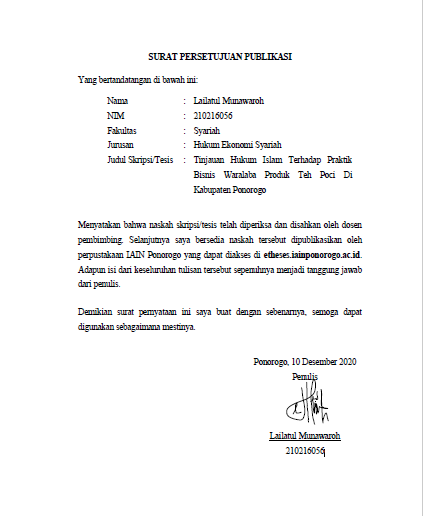 SURAT PERSETUJUAN PUBLIKASI
Yang bertandatangan di bawah ini:
Nama : Lailatul Munawaroh
NIM : 210216056
Fakultas : Syariah
Jurusan : Hukum Ekonomi Syariah
Judul Skripsi/Tesis : Tinjauan Hukum Islam Terhadap Praktik
Bisnis Waralaba Produk Teh Poci Di
Kabupaten Ponorogo
Menyatakan bahwa naskah skripsi/tesis telah diperiksa dan disahkan oleh dosen
pembimbing. Selanjutnya saya bersedia naskah tersebut dipublikasikan oleh
perpustakaan IAIN Ponorogo yang dapat diakses di etheses.iainponorogo.ac.id.
Adapun isi dari keseluruhan tulisan tersebut sepenuhnya menjadi tanggung jawab
dari penulis.
Demikian surat pernyataan ini saya buat dengan sebenarnya, semoga dapat
digunakan sebagaimana mestinya.
Ponorogo, 10 Desember 2020
Penulis
Lailatul Munawaroh
210216056